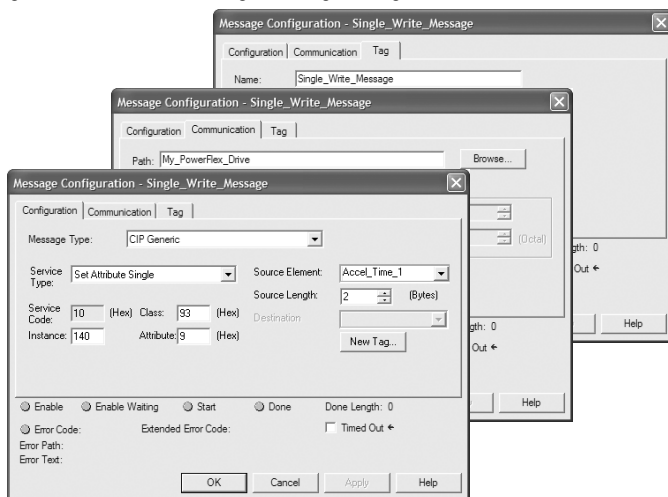 Message Configuration - Single_Write_Message
Configuration Communication Tag
Name: Single_Write_Message
Message Configuration - Single_Write_Message
Configuration Communication Tag
Path: My_PowerFlex_Drive Browse...
(Octal)
gth: 0
Out
Help
gth: 0
Out
Help
Message Configuration - Single_Write_Message
Configuration Communication Tag
Message Type: CIP Generic
Service Type: Set Attribute Single Source Element: Accel_Time_1
Source Length: 2 (Bytes)
Service Code: 10 (Hex) Class: 93 (Hex) Destination
Instance: 140 Attribute: 9 (Hex) New Tag...
Enable Enable Waiting Start Done Done Length: 0
Error Code: Extended Error Code: Timed Out
Error Path:
Error Text:
OK Cancel Apply Help